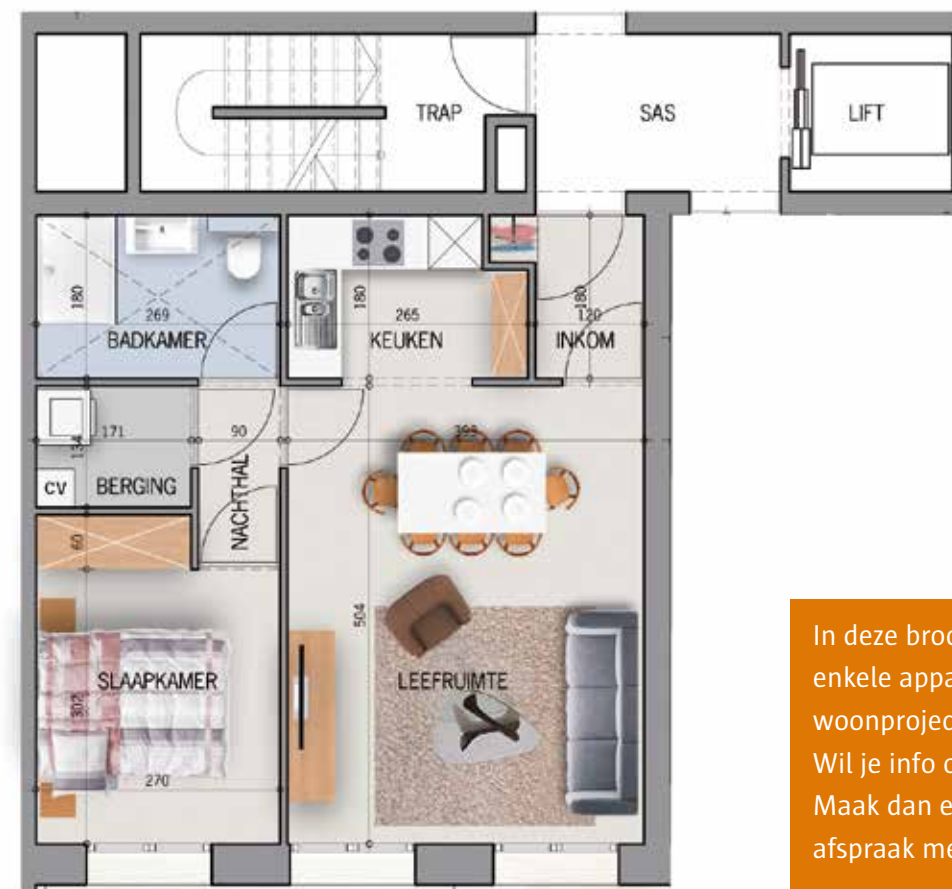 TRAP
SAS
LIFT
180
269
BADKAMER
180
265
KEUKEN
180
120
INKOM
134
171
90
393
CV
BERGING
NACHTHAL
60
504
SLAAPKAMER
302
LEEFRUIMTE
270
In deze broc
enkele appa
woonprojec
Wil je info o
Maak dan e
afspraak me